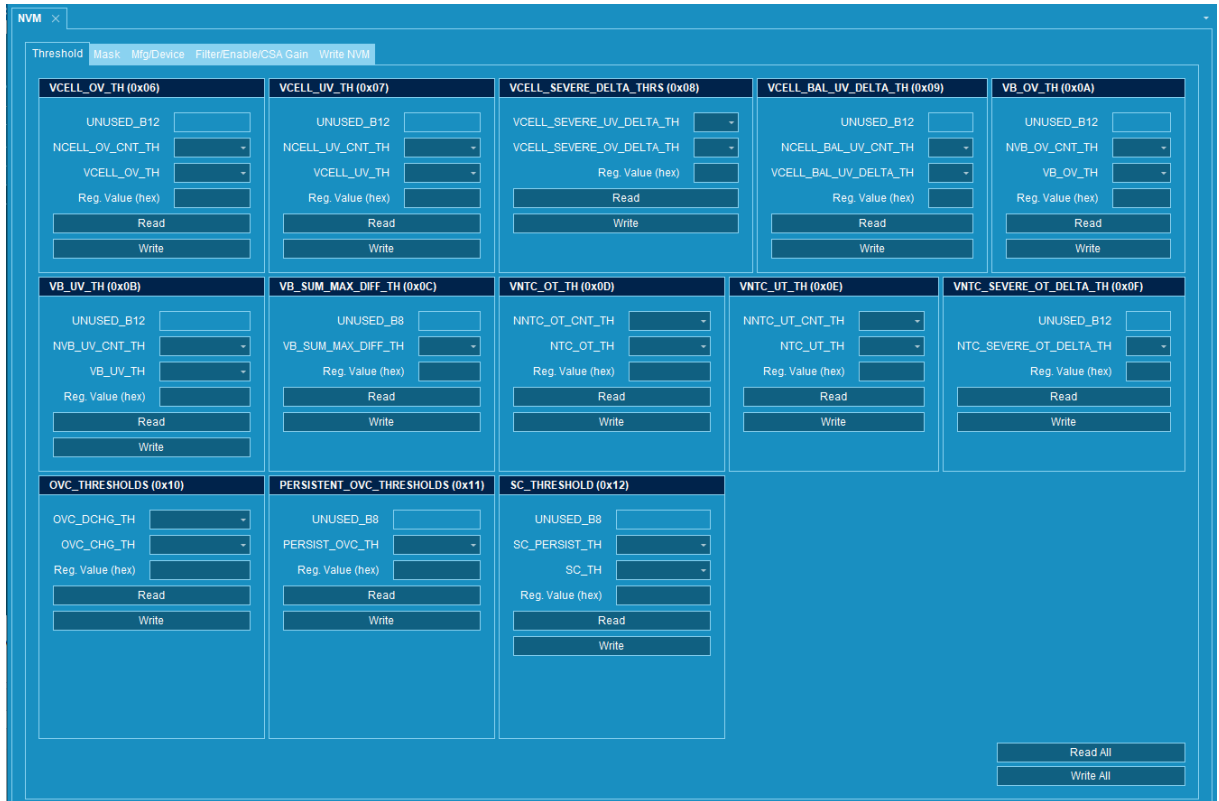 NVM
Threshold Mask Mfg/Device Filter/Enable/CSA Gain Write NVM
VCELL_OV_TH (0x06)
UNUSED_B12
NCELL_OV_CNT_TH
VCELL_OV_TH
Reg. Value (hex)
Read
Write
VCELL_UV_TH (0x07)
UNUSED_B12
NCELL_UV_CNT_TH
VCELL_UV_TH
Reg. Value (hex)
Read
Write
VCELL_SEVERE_DELTA_THRS (0x08)
VCELL_SEVERE_UV_DELTA_TH
VCELL_SEVERE_OV_DELTA_TH
Reg. Value (hex)
Read
Write
VCELL_BAL_UV_DELTA_TH (0x09)
UNUSED_B12
NCELL_BAL_UV_CNT_TH
VCELL_BAL_UV_DELTA_TH
Reg. Value (hex)
Read
Write
VB_OV_TH (0x0A)
UNUSED_B12
NVB_OV_CNT_TH
VB_OV_TH
Reg. Value (hex)
Read
Write
VB_UV_TH (0x0B)
UNUSED_B12
NVB_UV_CNT_TH
VB_UV_TH
Reg. Value (hex)
Read
Write
VB_SUM_MAX_DIFF_TH (0x0C)
UNUSED_B8
VB_SUM_MAX_DIFF_TH
Reg. Value (hex)
Read
Write
VNTC_OT_TH (0x0D)
NNTC_OT_CNT_TH
NTC_OT_TH
Reg. Value (hex)
Read
Write
VNTC_UT_TH (0x0E)
NNTC_UT_CNT_TH
NTC_UT_TH
Reg. Value (hex)
Read
Write
VNTC_SEVERE_OT_DELTA_TH (0x0F)
UNUSED_B12
NTC_SEVERE_OT_DELTA_TH
Reg. Value (hex)
Read
Write
OVC_THRESHOLDS (0x10)
OVC_DCHG_TH
OVC_CHG_TH
Reg. Value (hex)
Read
Write
PERSISTENT_OVC_THRESHOLDS (0x11)
UNUSED_B8
PERSIST_OVC_TH
Reg. Value (hex)
Read
Write
SC_THRESHOLD (0x12)
UNUSED_B8
SC_PERSIST_TH
SC_TH
Reg. Value (hex)
Read
Write
Read All
Write All